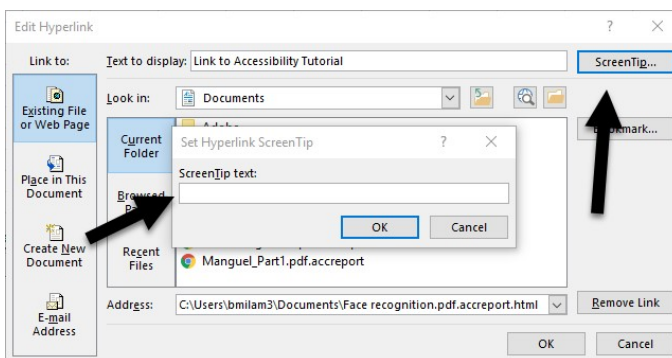 Edit Hyperlink ? ×
Link to:
Text to display: Link to Accessibility Tutorial
ScreenTip...
Existing File
or Web Page
Look in: Documents
Current
Folder
Set Hyperlink ScreenTip ? ×
ScreenTip text:
OK Cancel
Place in This
Document
Browsed
Create New
Document
Recent
Files
Manguel_Part1.pdf.accreport
E-mail
Address
Address: C:\Users\bmilam3\Documents\Face recognition.pdf.accreport.html
Remove Link
OK Cancel